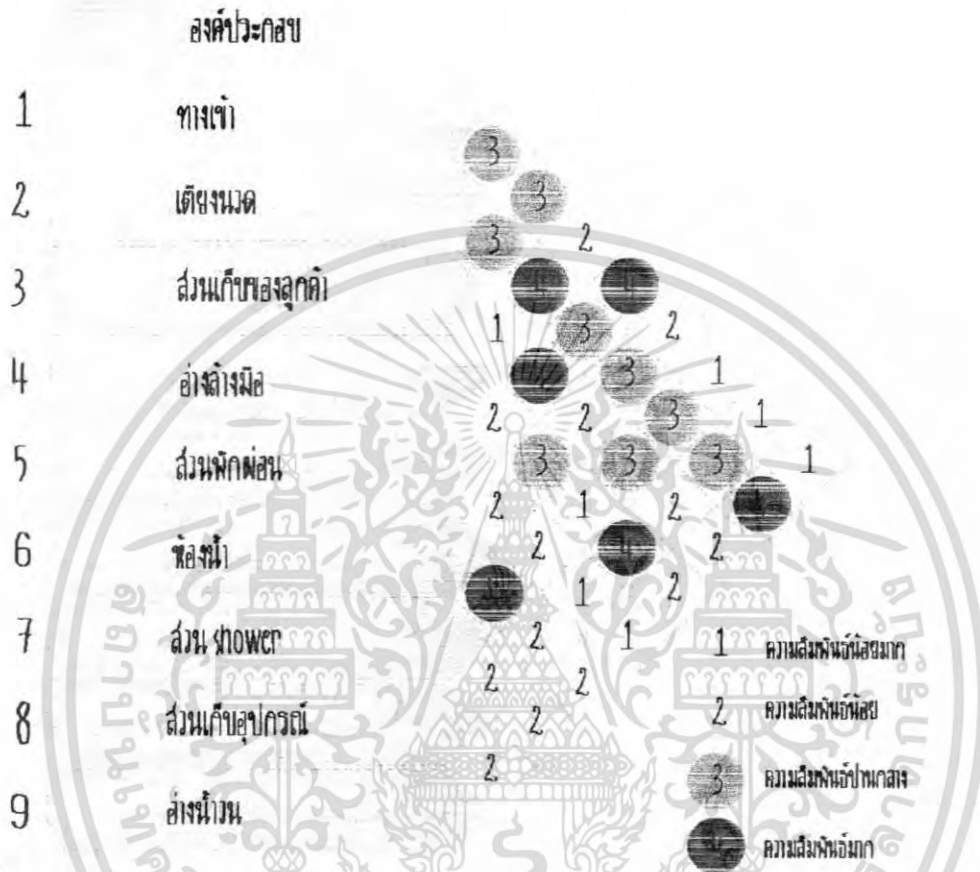 องค์ประกอบ
1 ทางเข้า
3
2 เตียงนวด 3
3 2
3 ส่วนเก็บของลูกค้า 4 4
1 3 2
4 อ่างล้างมือ 4 3 1
2 2 3 1
5 ส่วนพักผ่อน 3 3 3 1
2 1 2 4
6 ห้องน้ำ 2 4 2
1 2
7 ส่วน shower 2 1 1 ความสัมพันธ์น้อยมาก
2 2
8 ส่วนเก็บอุปกรณ์ 2 2 ความสัมพันธ์น้อย
2 3 ความสัมพันธ์ปานกลาง
9 อ่างน้ำวน
4 ความสัมพันธ์มาก